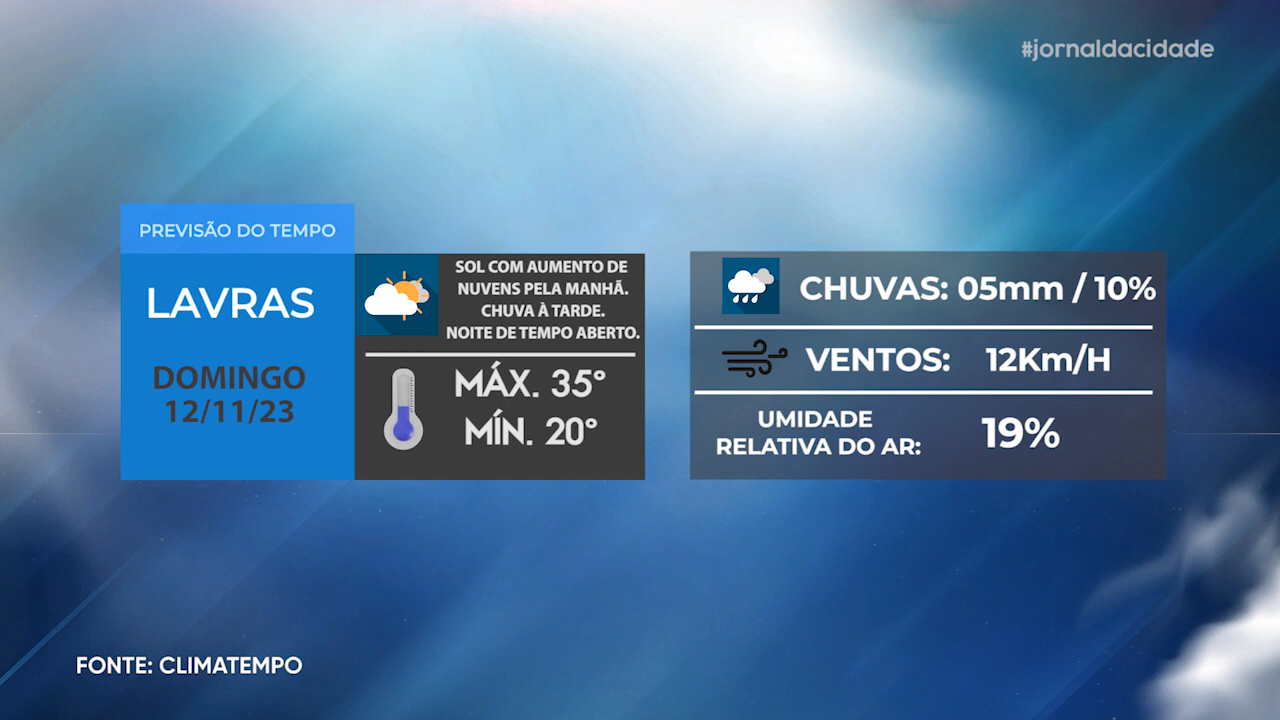 #jornaldacidade
PREVISÃO DO TEMPO
LAVRAS
DOMINGO
12/11/23
SOL COM AUMENTO DE
NUVENS PELA MANHÃ.
CHUVA À TARDE.
NOITE DE TEMPO ABERTO.
MÁX. 35°
MÍN. 20°
CHUVAS: 05mm / 10%
VENTOS: 12Km/H
UMIDADE
RELATIVA DO AR: 19%
FONTE: CLIMATEMPO